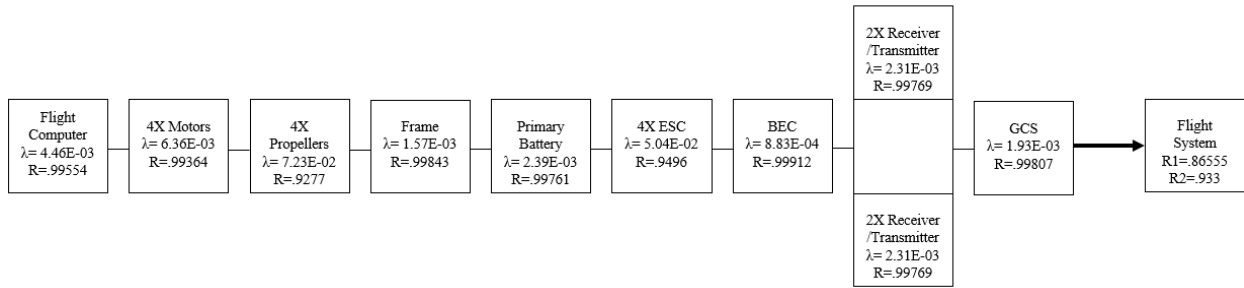 Flight
Computer
λ= 4.46E-03
R=.99554
4X Motors
λ= 6.36E-03
R=.99364
4X
Propellers
λ= 7.23E-02
R=.9277
Frame
λ= 1.57E-03
R=.99843
Primary
Battery
λ= 2.39E-03
R=.99761
4X ESC
λ= 5.04E-02
R=.9496
BEC
λ= 8.83E-04
R=.99912
2X Receiver
/Transmitter
λ= 2.31E-03
R=.99769
2X Receiver
/Transmitter
λ= 2.31E-03
R=.99769
GCS
λ= 1.93E-03
R=.99807
Flight
System
R1=.86555
R2=.933